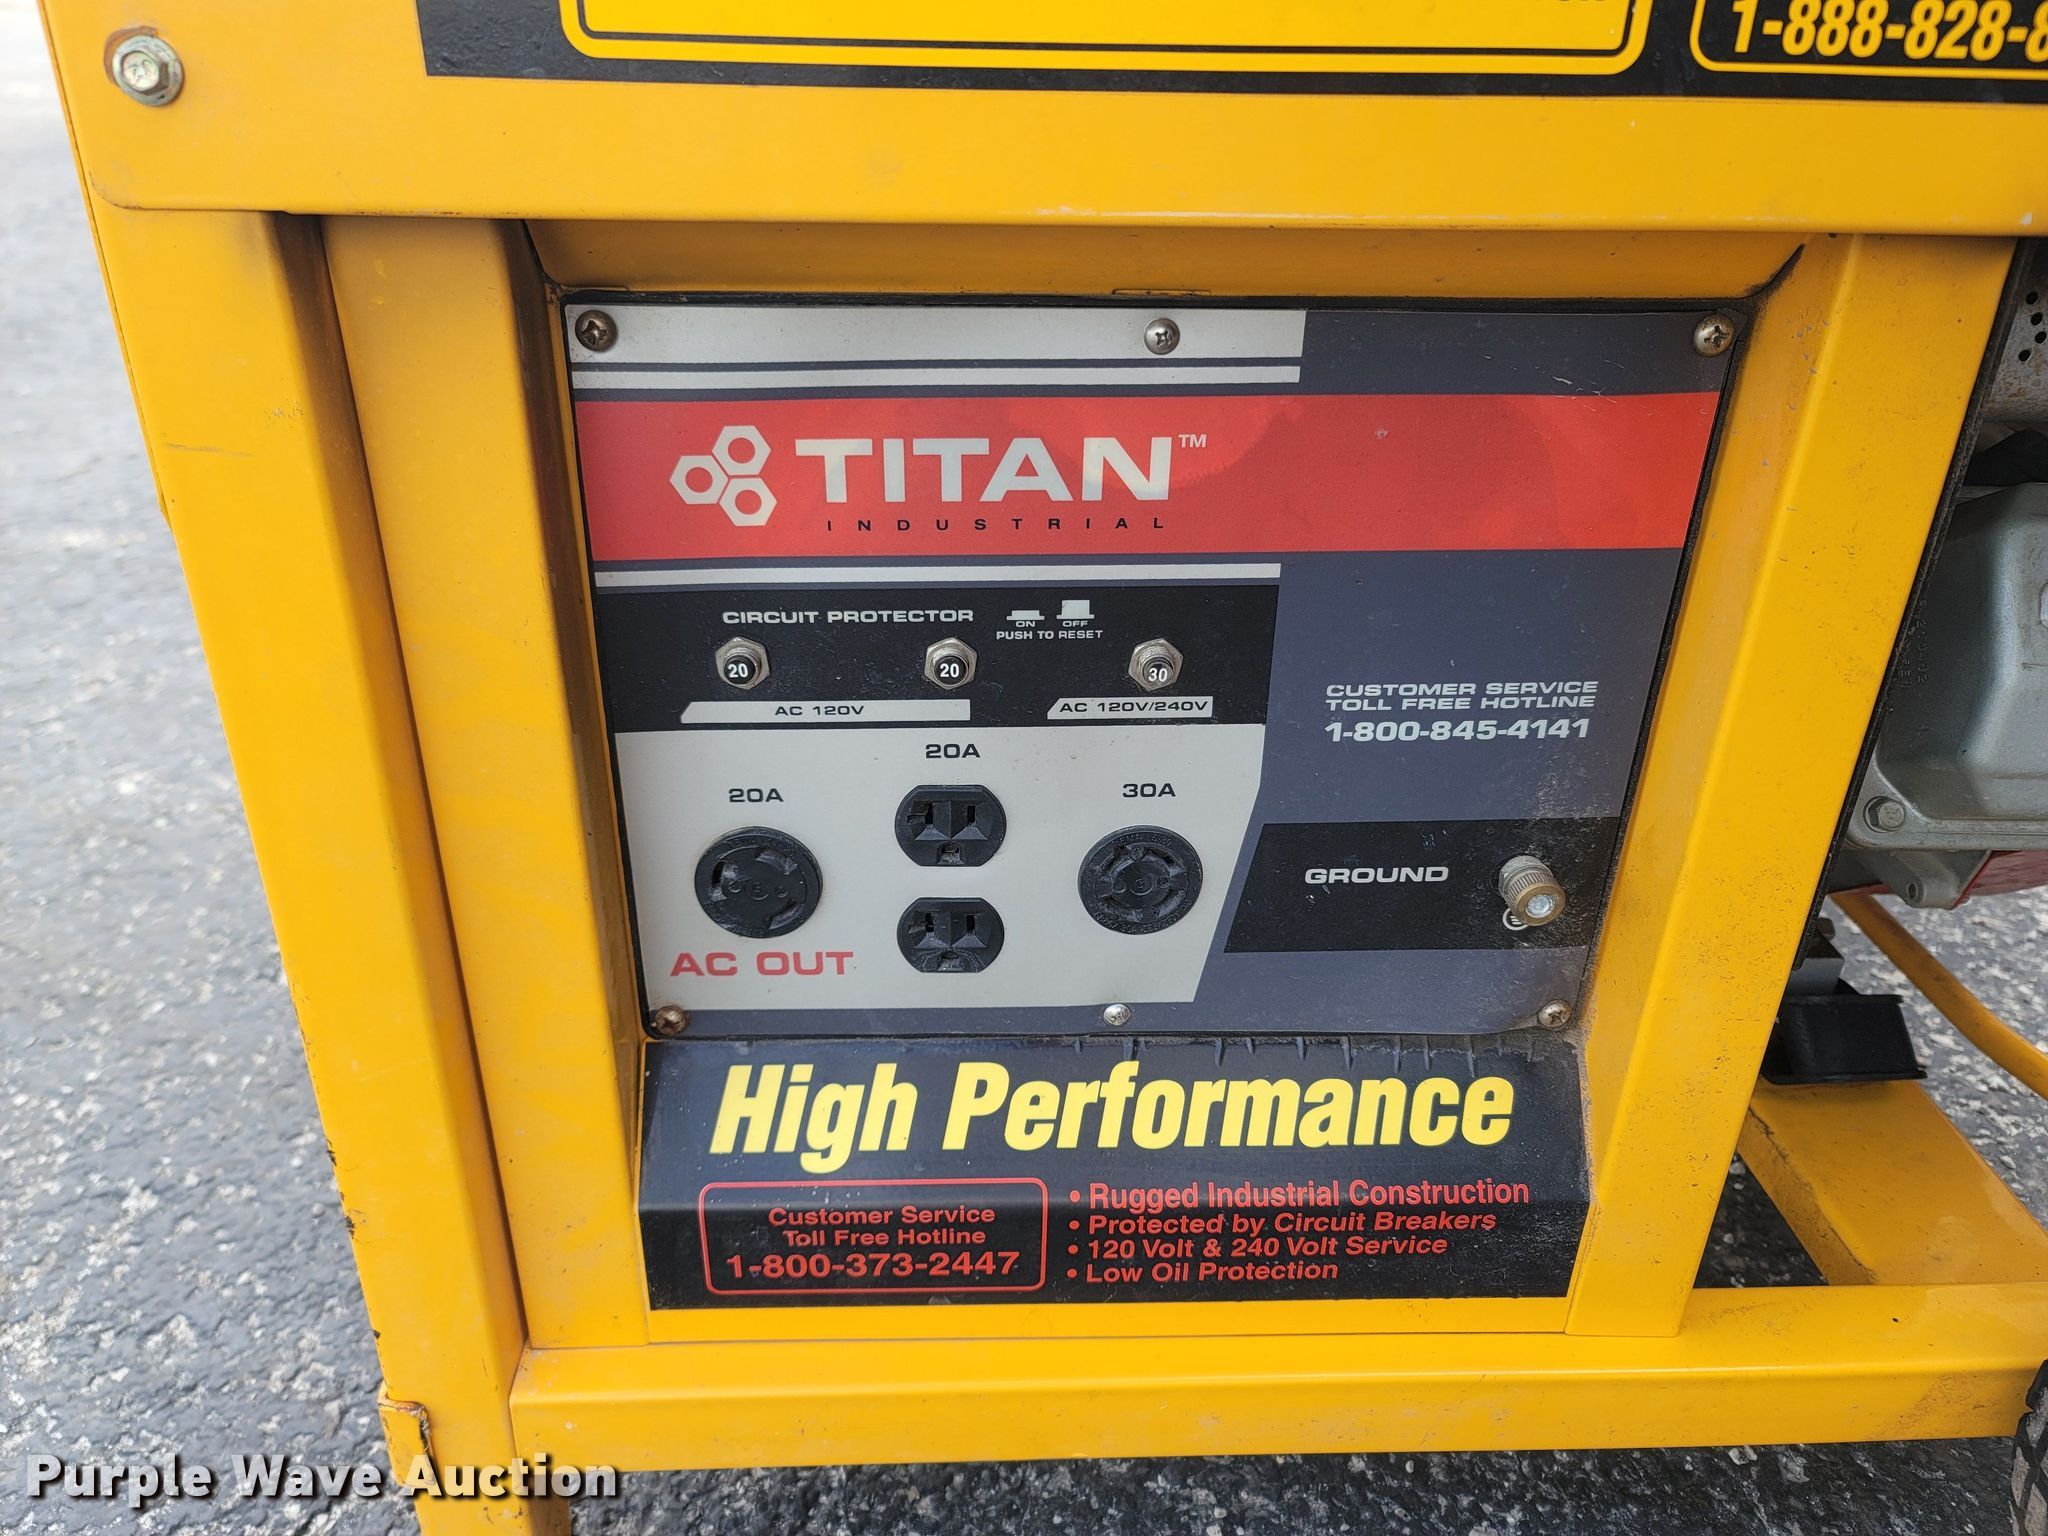 1-888-828-8
TITAN™
INDUSTRIAL
CIRCUIT PROTECTOR
ON OFF
PUSH TO RESET
20 20 30
AC 120V AC 120V/240V
CUSTOMER SERVICE
TOLL FREE HOTLINE
1-800-845-4141
20A
20A
30A
GROUND
AC OUT
High Performance
Customer Service
Toll Free Hotline
1-800-373-2447
• Rugged Industrial Construction
• Protected by Circuit Breakers
• 120 Volt & 240 Volt Service
• Low Oil Protection
Purple Wave Auction